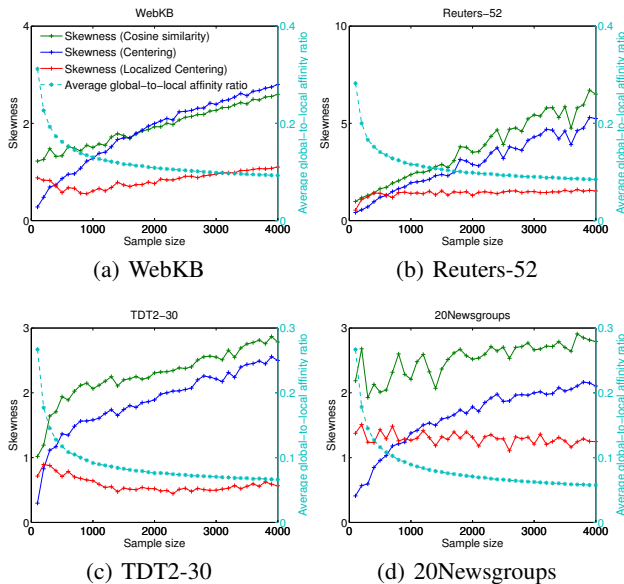 WebKB
4
2
0
Skewness
Skewness (Cosine similarity)
Skewness (Centering)
Skewness (Localized Centering)
Average global-to-local affinity ratio
0.4
0.3
0.2
0.1
0
Average global-to-local affinity ratio
0 1000 2000 3000 4000
Sample size
(a) WebKB
Reuters-52
10
5
0
Skewness
0.4
0.2
0
Average global-to-local affinity ratio
0 1000 2000 3000 4000
Sample size
(b) Reuters-52
TDT2-30
3
2
1
0
Skewness
0.3
0.2
0.1
0
Average global-to-local affinity ratio
0 1000 2000 3000 4000
Sample size
(c) TDT2-30
20Newsgroups
3
2
1
0
Skewness
0.3
0.2
0.1
0
Average global-to-local affinity ratio
0 1000 2000 3000 4000
Sample size
(d) 20Newsgroups